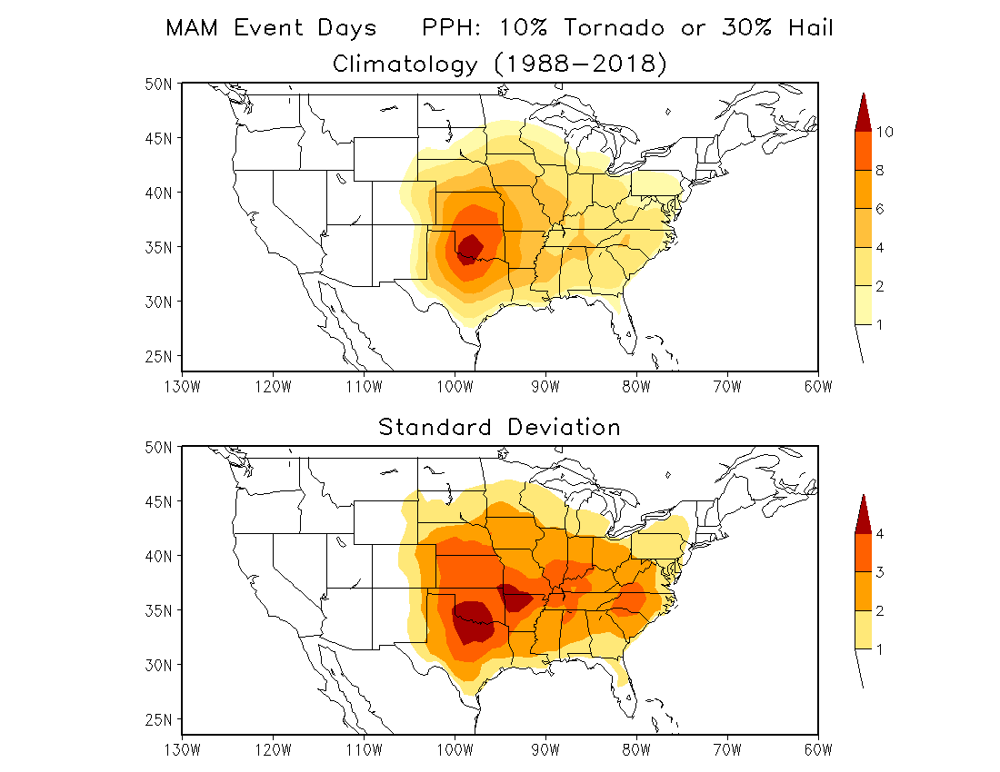 MAM Event Days PPH: 10% Tornado or 30% Hail
Climatology (1988-2018)
50N
45N
40N
35N
30N
25N
130W 120W 110W 100W 90W 80W 70W 60W
10
8
6
4
2
1
Standard Deviation
50N
45N
40N
35N
30N
25N
130W 120W 110W 100W 90W 80W 70W 60W
4
3
2
1